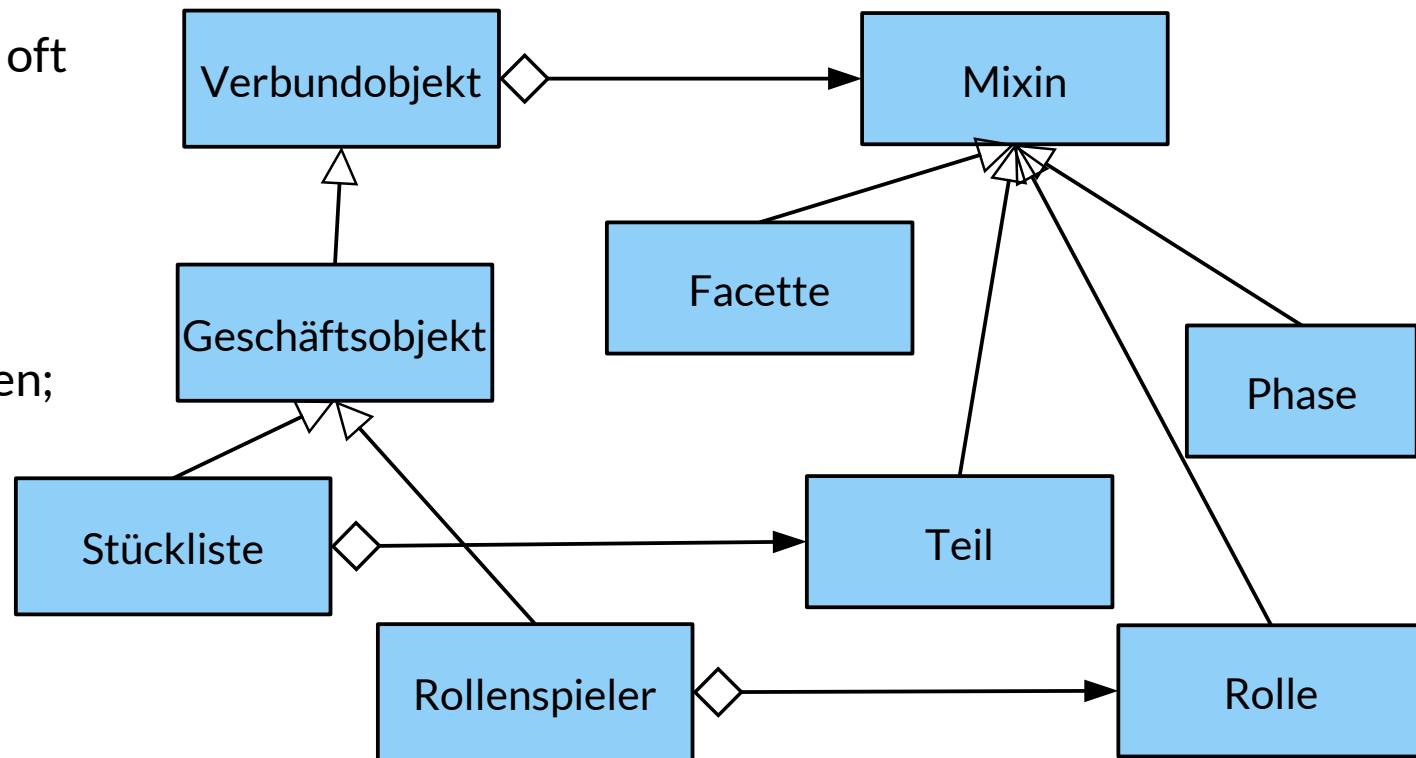 oft
Verbundobjekt
Mixin
Facette
Geschäftsobjekt
en;
Phase
Stückliste
Teil
Rollenspieler
Rolle